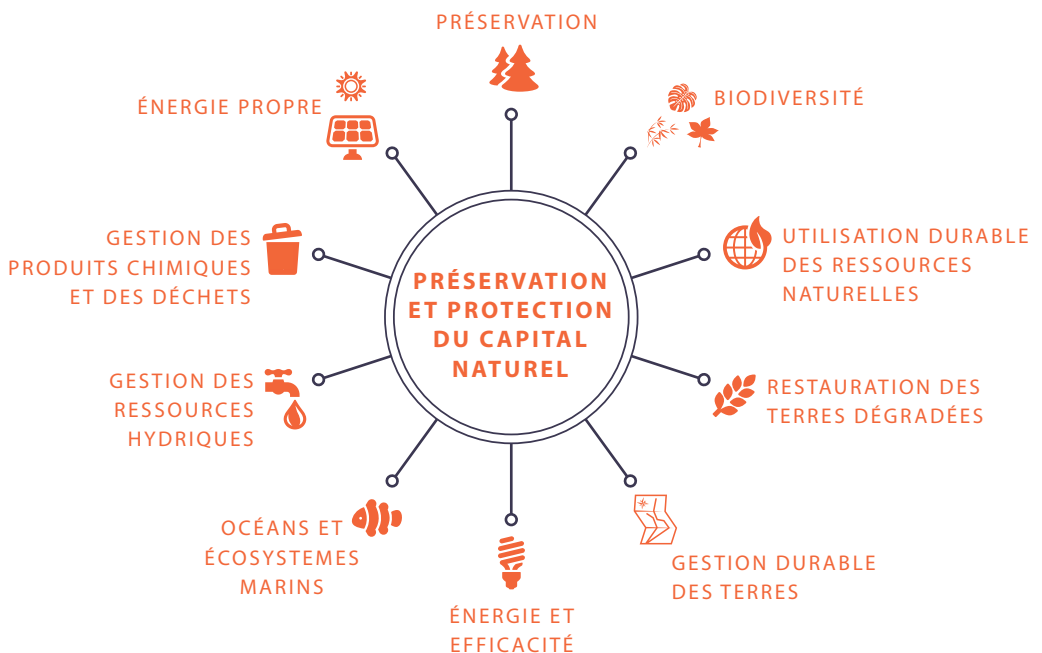 PRÉSERVATION
BIODIVERSITÉ
UTILISATION DURABLE
DES RESSOURCES
NATURELLES
RESTAURATION DES
TERRES DÉGRADÉES
GESTION DURABLE
DES TERRES
ÉNERGIE ET
EFFICACITÉ
OCÉANS ET
ÉCOSYSTEMES
MARINS
GESTION DES
RESSOURCES
HYDRIQUES
GESTION DES
PRODUITS CHIMIQUES
ET DES DÉCHETS
ÉNERGIE PROPRE
PRÉSERVATION
ET PROTECTION
DU CAPITAL
NATUREL